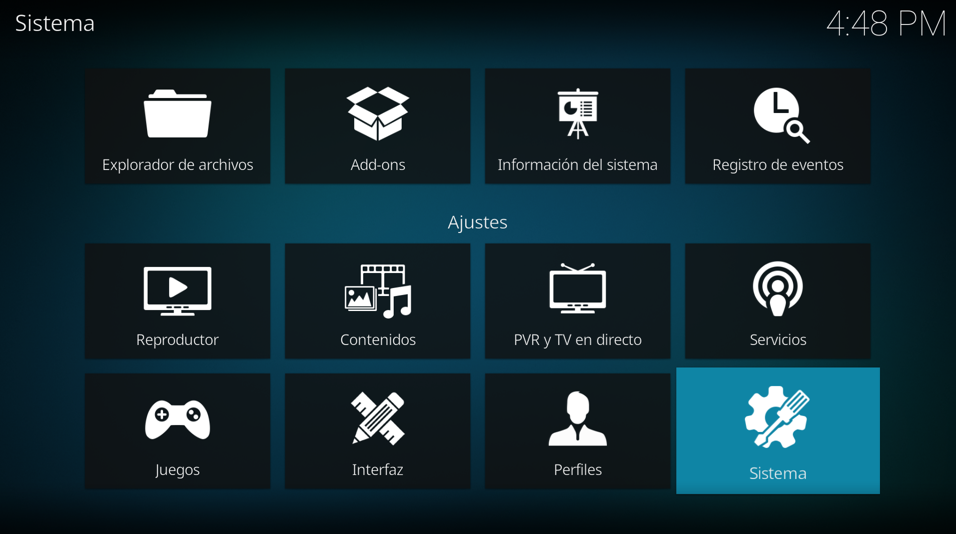 Sistema
4:48 PM
Explorador de archivos
Add-ons
Información del sistema
Registro de eventos
Ajustes
Reproductor
Contenidos
PVR y TV en directo
Servicios
Juegos
Interfaz
Perfiles
Sistema